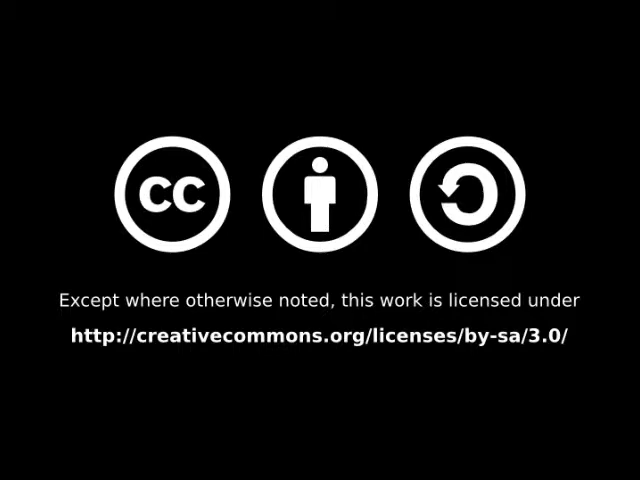 cc
Except where otherwise noted, this work is licensed under
http://creativecommons.org/licenses/by-sa/3.0/